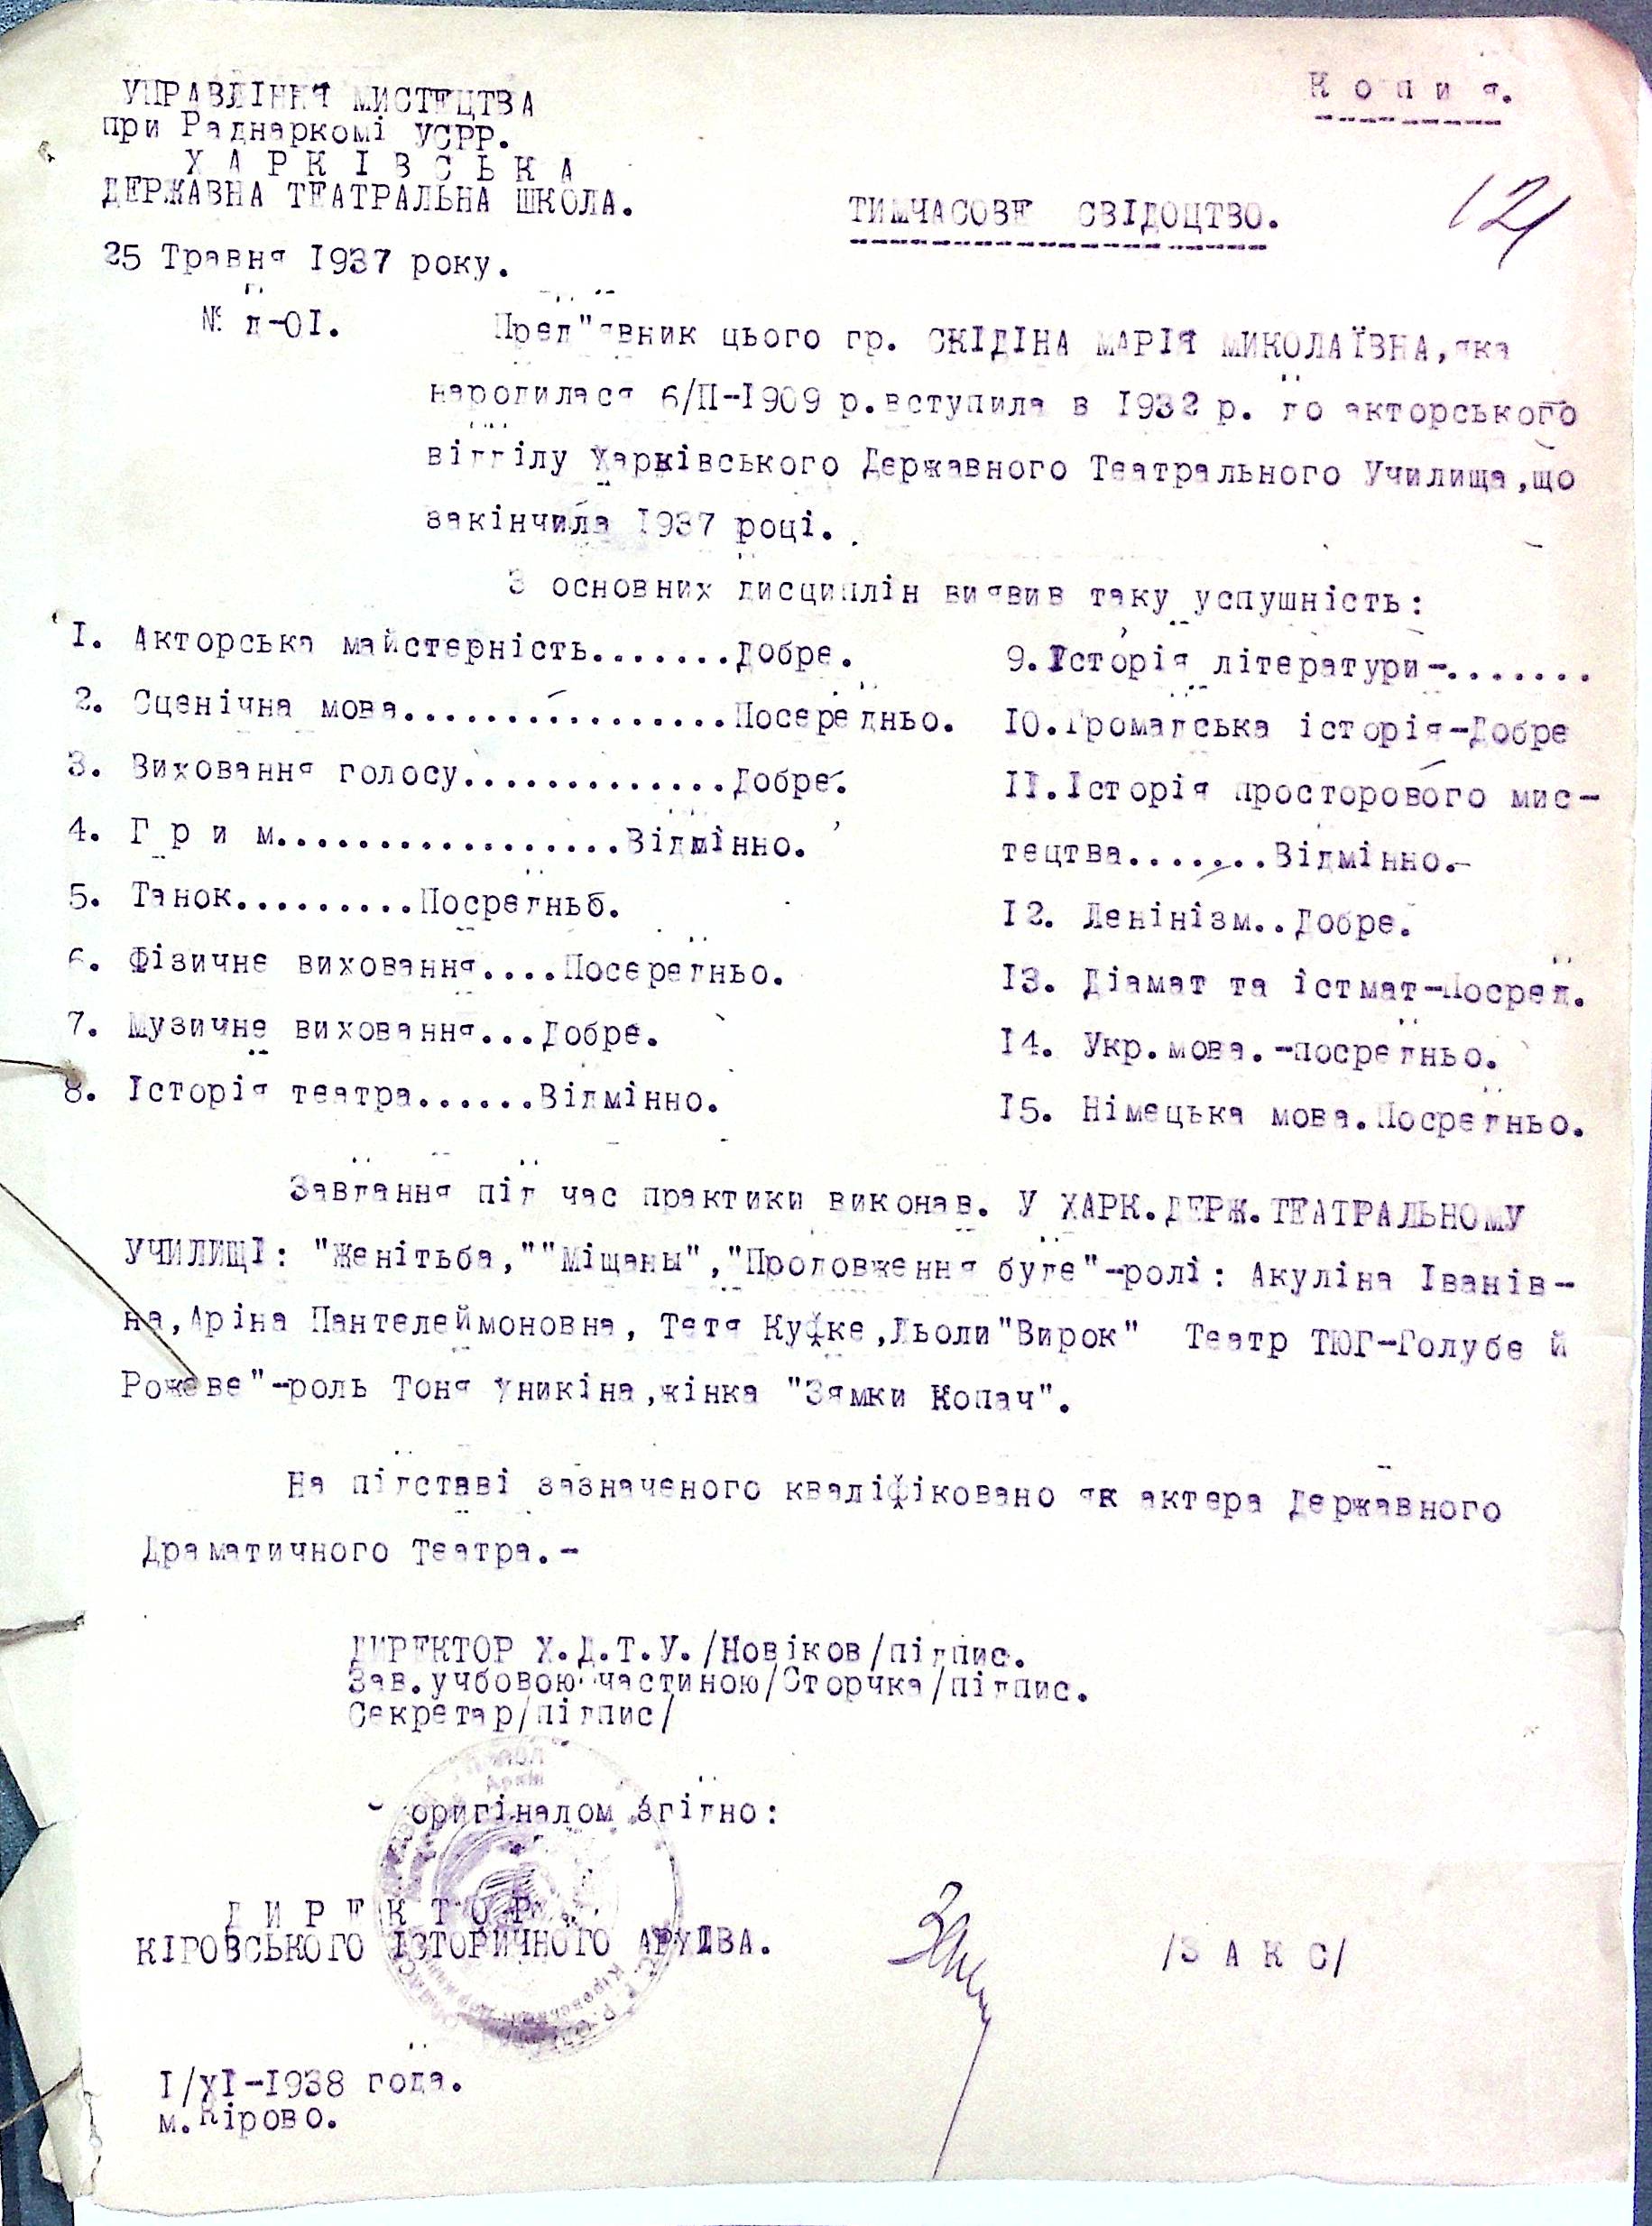 Копия.
УПРАВЛІННЯ МИСТЕЦТВА
при Раднаркомі УСРР.
ХАРКІВСЬКА
ДЕРЖАВНА ТЕАТРАЛЬНА ШКОЛА.
121
ТИМЧАСОВЕ СВІДОЦТВО.
25 Травня 1937 року.
№ д-01.
Пред"явник цього гр. СКІДІНА МАРІЯ МИКОЛАЇВНА,яка
народилася 6/II-1909 р.вступила в 1932 р. до акторського
відділу Харківського Державного Театрального Училища,що
закінчила 1937 році.
З основних дисциплін виявив таку успушність:
1. Акторська майстерність.......Добре.
2. Сценічна мова................Посередньо.
3. Виховання голосу.............Добре.
4. Г р и м.................Відмінно.
5. Танок.........Посредньо.
6. Фізичне виховання....Посередньо.
7. Музичне виховання...Добре.
8. Історія театра......Відмінно.
9.Історія літератури-.......
10.Громадська історія-Добре
11.Історія просторового мис-
тецтва.......Відмінно.-
12. Ленінізм..Добре.
13. Діамат та істмат-Посред.
14. Укр.мова.-посредньо.
15. Німецька мова.Посредньо.
Завдання під час практики виконав. У ХАРК.ДЕРЖ.ТЕАТРАЛЬНОМУ
УЧИЛИЩІ: "Женітьба,""Міщаны","Продовження буде"-ролі: Акуліна Іванів-
на,Аріна Пантелеймоновна, Тетя Куфке,Льоли"Вирок" Театр ТЮГ-Голубе й
Рожеве"-роль Тоня Уникіна,жінка "Зямки Копач".
На підставі зазначеного кваліфіковано як актера Державного
Драматичного Театра.-
ДИРЕКТОР Х.Д.Т.У./Новіков/підпис.
Зав.учбовою частиною/Сторчка/підпис.
Секретар/підпис/
оригіналом згідно:
ДИРЕКТОР
КІРОВСЬКОГО ІСТОРИЧНОГО АРХІВА.
/З А К С/
1/XI-1938 года.
м.Кірово.